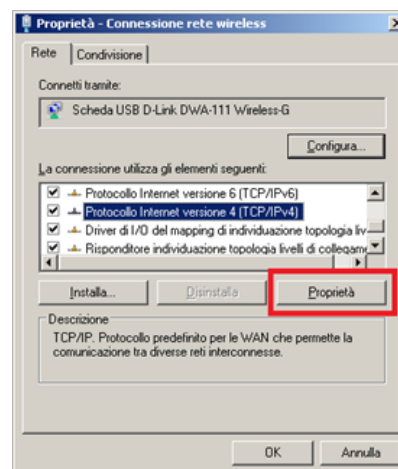 Proprietà - Connessione rete wireless
Rete Condivisione
Connetti tramite:
Scheda USB D-Link DWA-111 Wireless-G
Configura...
La connessione utilizza gli elementi seguenti:
Protocollo Internet versione 6 (TCP/IPv6)
Protocollo Internet versione 4 (TCP/IPv4)
Driver di I/O del mapping di individuazione topologia liv
Risponditore individuazione topologia livelli di collegame
Installa... Disinstalla Proprietà
Descrizione
TCP/IP. Protocollo predefinito per le WAN che permette la
comunicazione tra diverse reti interconnesse.
OK Annulla